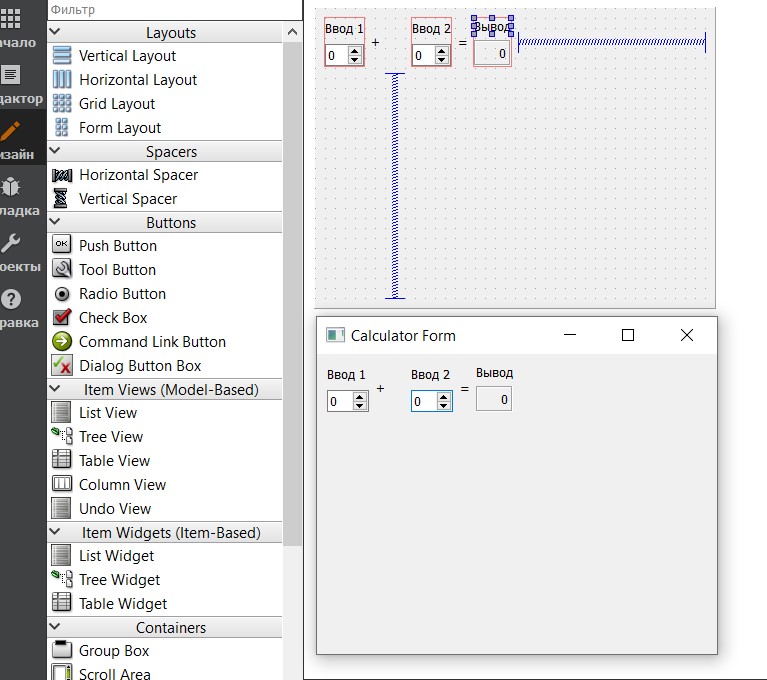 Фильтр
ачало
дактор
изайн
ладка
оекты
равка
Layouts
Vertical Layout
Horizontal Layout
Grid Layout
Form Layout
Spacers
Horizontal Spacer
Vertical Spacer
Buttons
OK Push Button
Tool Button
Radio Button
Check Box
Command Link Button
Dialog Button Box
Item Views (Model-Based)
List View
Tree View
Table View
Column View
Undo View
Item Widgets (Item-Based)
List Widget
Tree Widget
Table Widget
Containers
Group Box
Scroll Area
Ввод 1 Ввод 2 Вывод
0 + 0 = 0
Calculator Form
Ввод 1 Ввод 2 Вывод
0 + 0 = 0